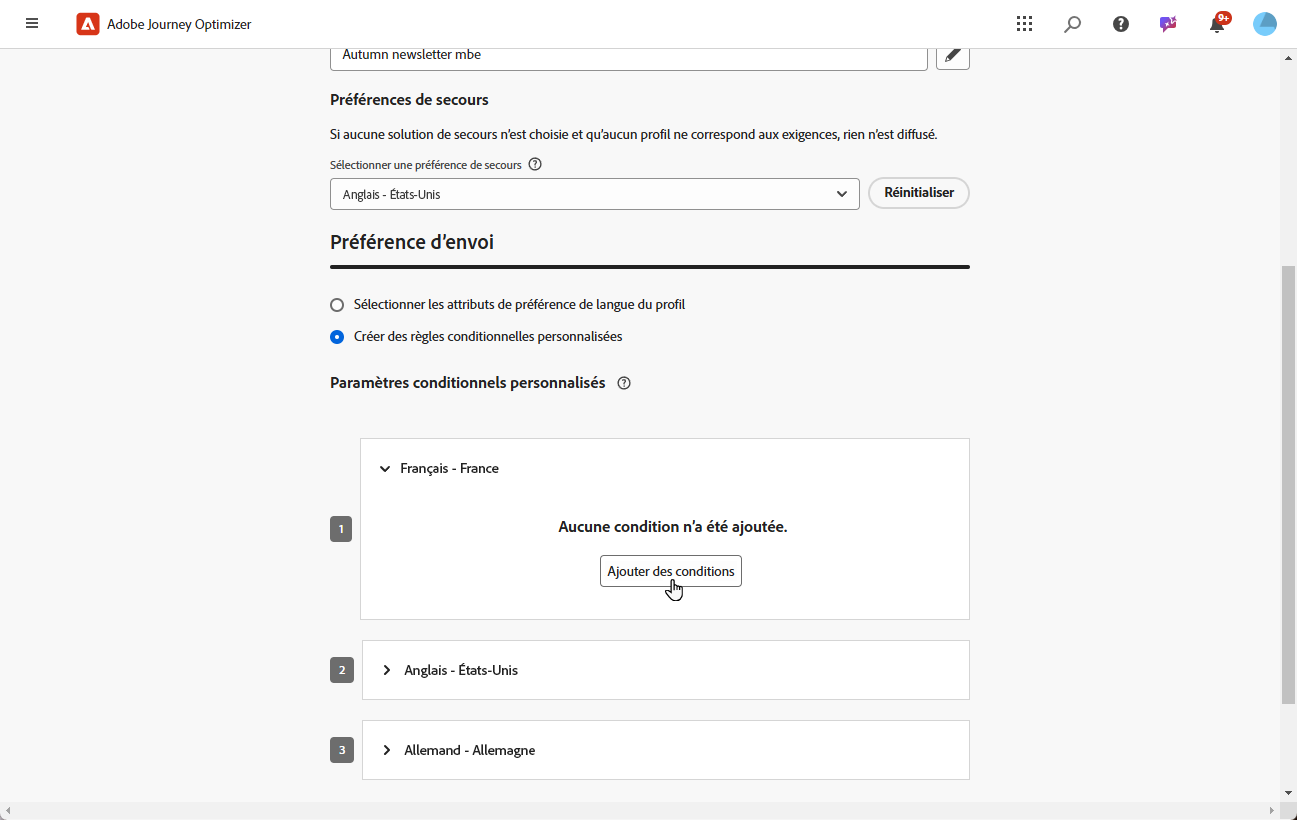 Adobe Journey Optimizer
9+
Autumn newsletter mbe
Préférences de secours
Si aucune solution de secours n’est choisie et qu’aucun profil ne correspond aux exigences, rien n’est diffusé.
Sélectionner une préférence de secours
Anglais - États-Unis
Réinitialiser
Préférence d’envoi
Sélectionner les attributs de préférence de langue du profil
Créer des règles conditionnelles personnalisées
Paramètres conditionnels personnalisés
Français - France
1
Aucune condition n’a été ajoutée.
Ajouter des conditions
2
Anglais - États-Unis
3
Allemand - Allemagne